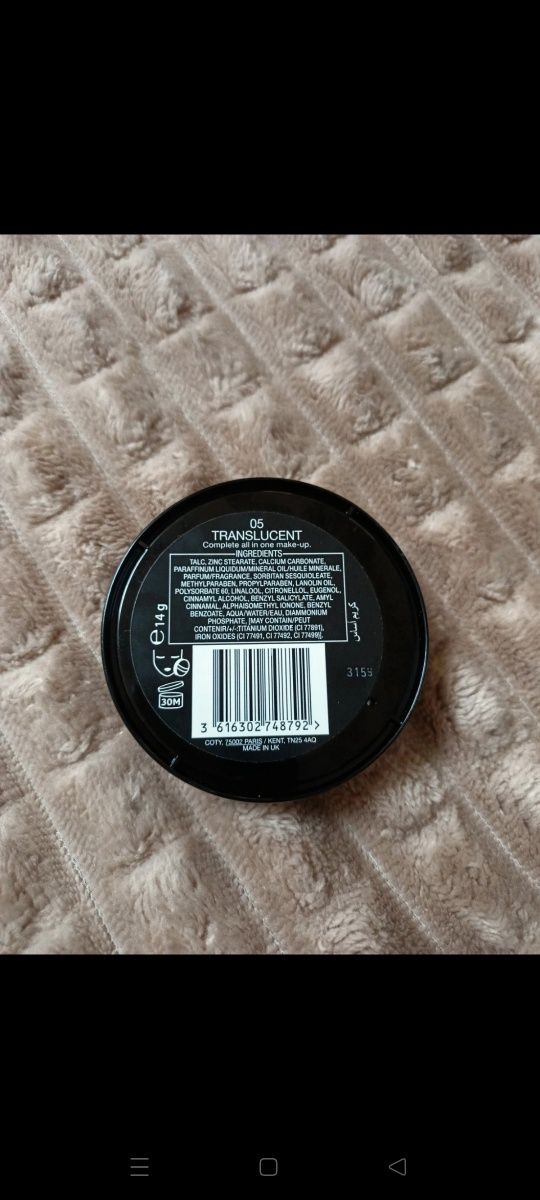 05
TRANSLUCENT
Complete all in one make-up.
INGREDIENTS
TALC, ZINC STEARATE, CALCIUM CARBONATE,
PARAFFINUM LIQUIDUM/MINERAL OIL/HUILE MINERALE,
PARFUM/FRAGRANCE, SORBITAN SESQUIOLEATE,
METHYLPARABEN, PROPYLPARABEN, LANOLIN OIL,
POLYSORBATE 60, LINALOOL, CITRONELLOL, EUGENOL,
CINNAMYL ALCOHOL, BENZYL SALICYLATE, AMYL
CINNAMAL, ALPHAISOMETHYL IONONE, BENZYL
BENZOATE, AQUA/WATER/EAU, DIAMMONIUM
PHOSPHATE, [MAY CONTAIN/PEUT
CONTENIR/+/-:TITANIUM DIOXIDE (CI 77891),
IRON OXIDES (CI 77491, CI 77492, CI 77499)].
كريم أساس
e 14 g
30M
3159
3 616302 748792 >
COTY, 75002 PARIS / KENT, TN25 4AQ
MADE IN UK